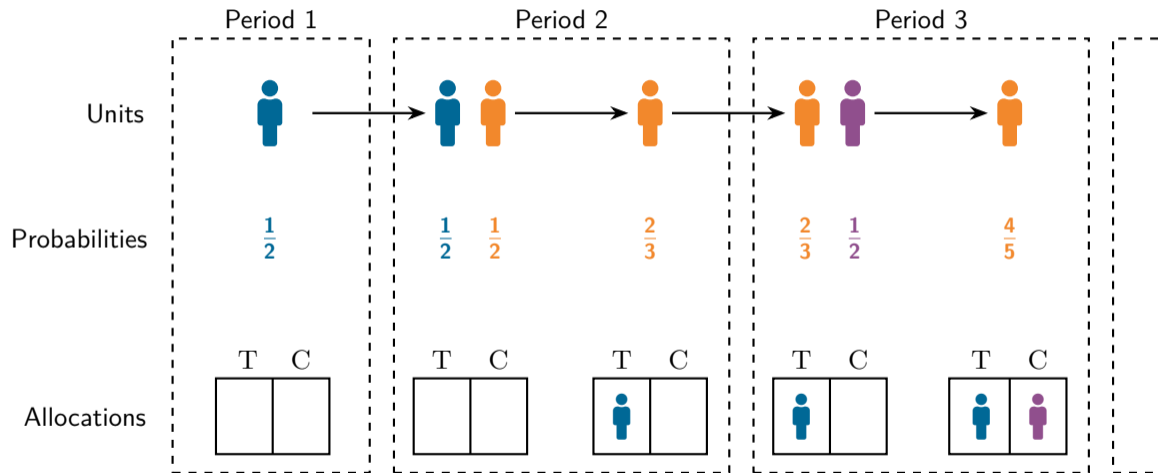 Period 1 Period 2 Period 3
Units
Probabilities 1/2 1/2 1/2 2/3 2/3 1/2 4/5
T C T C T C T C T C
Allocations